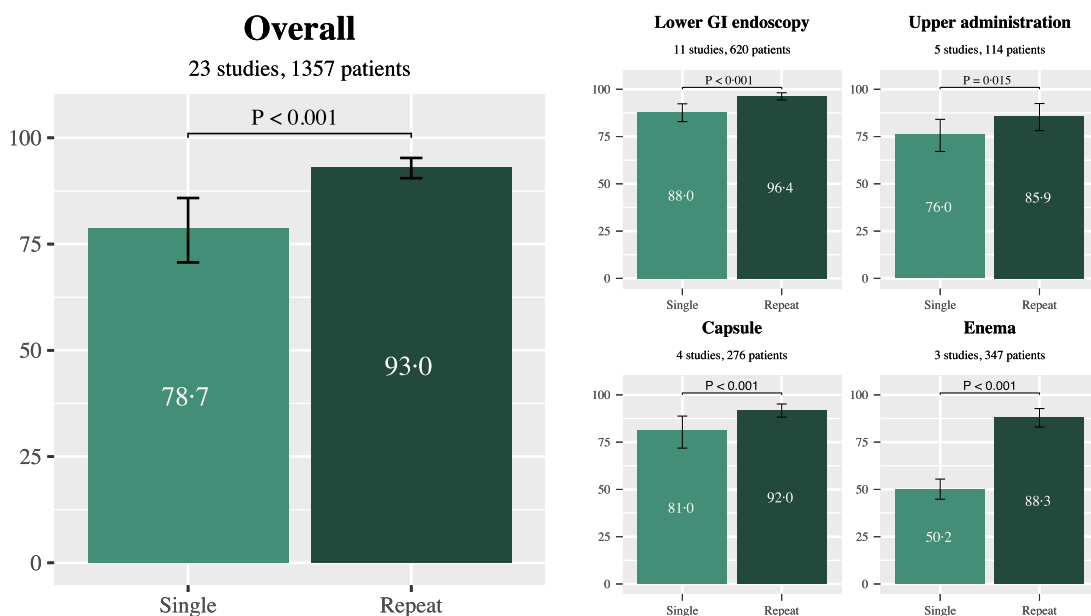 Overall
23 studies, 1357 patients
P < 0.001
100
75
50
25
0
78·7
93·0
Single
Repeat
Lower GI endoscopy
11 studies, 620 patients
P < 0·001
100
75
50
25
0
88·0
96·4
Single
Repeat
Upper administration
5 studies, 114 patients
P = 0·015
100
75
50
25
0
76·0
85·9
Single
Repeat
Capsule
4 studies, 276 patients
P < 0.001
100
75
50
25
0
81·0
92·0
Single
Repeat
Enema
3 studies, 347 patients
P < 0.001
100
75
50
25
0
50·2
88·3
Single
Repeat